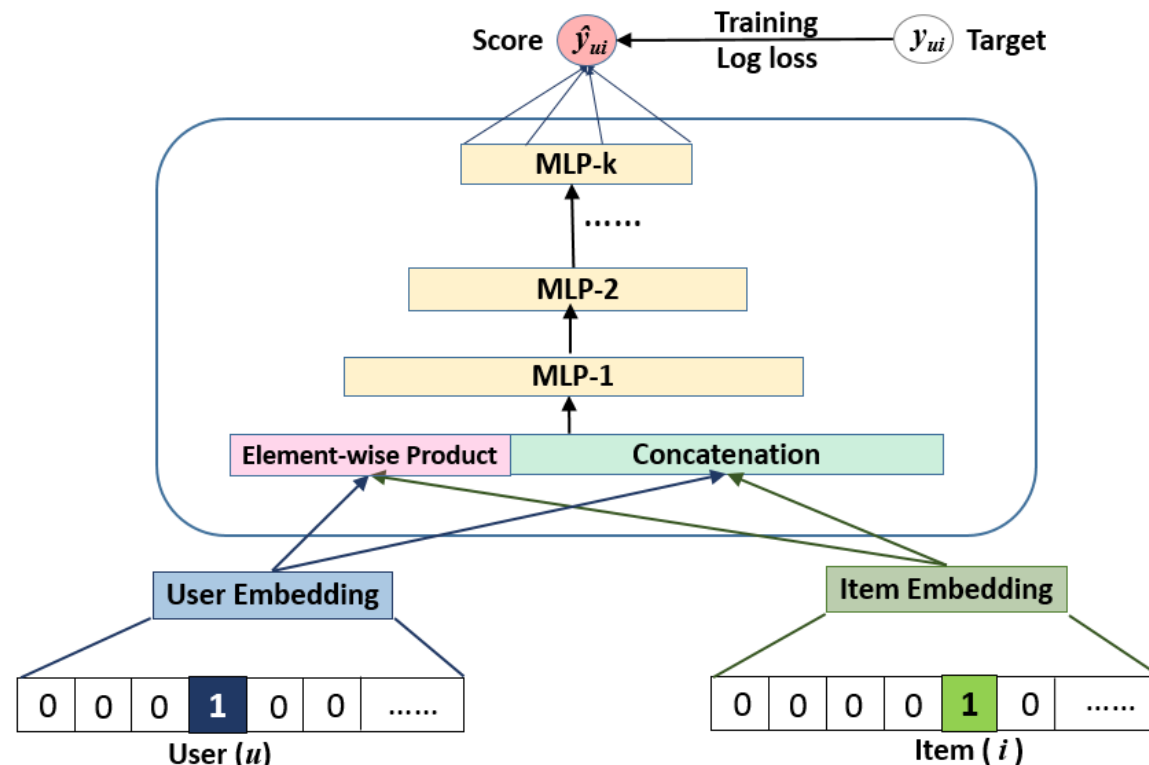 Score ŷui Training yui Target
Log loss
MLP-k
......
MLP-2
MLP-1
Element-wise Product Concatenation
User Embedding Item Embedding
0 0 0 1 0 0 ...... 0 0 0 0 1 0 ......
User (u) Item ( i )